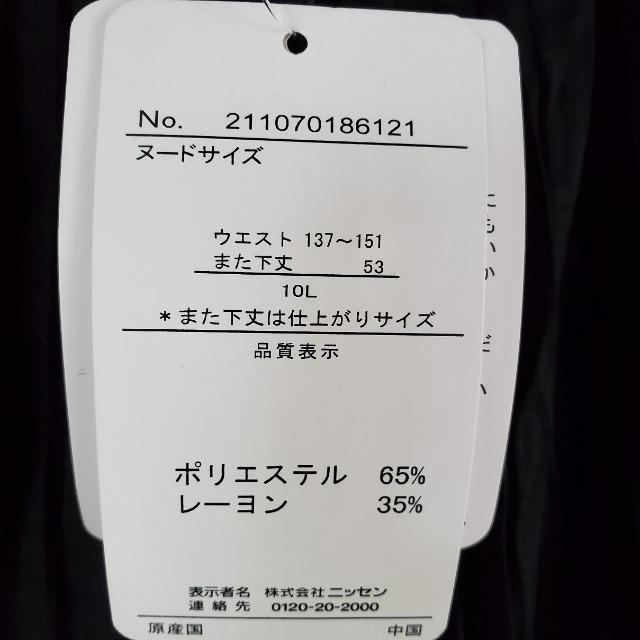 No. 211070186121
ヌードサイズ
ウエスト 137～151
また下丈 53
10L
*また下丈は仕上がりサイズ
品質表示
ポリエステル 65%
レーヨン 35%
表示者名 株式会社ニッセン
連絡先 0120-20-2000
原産国 中国